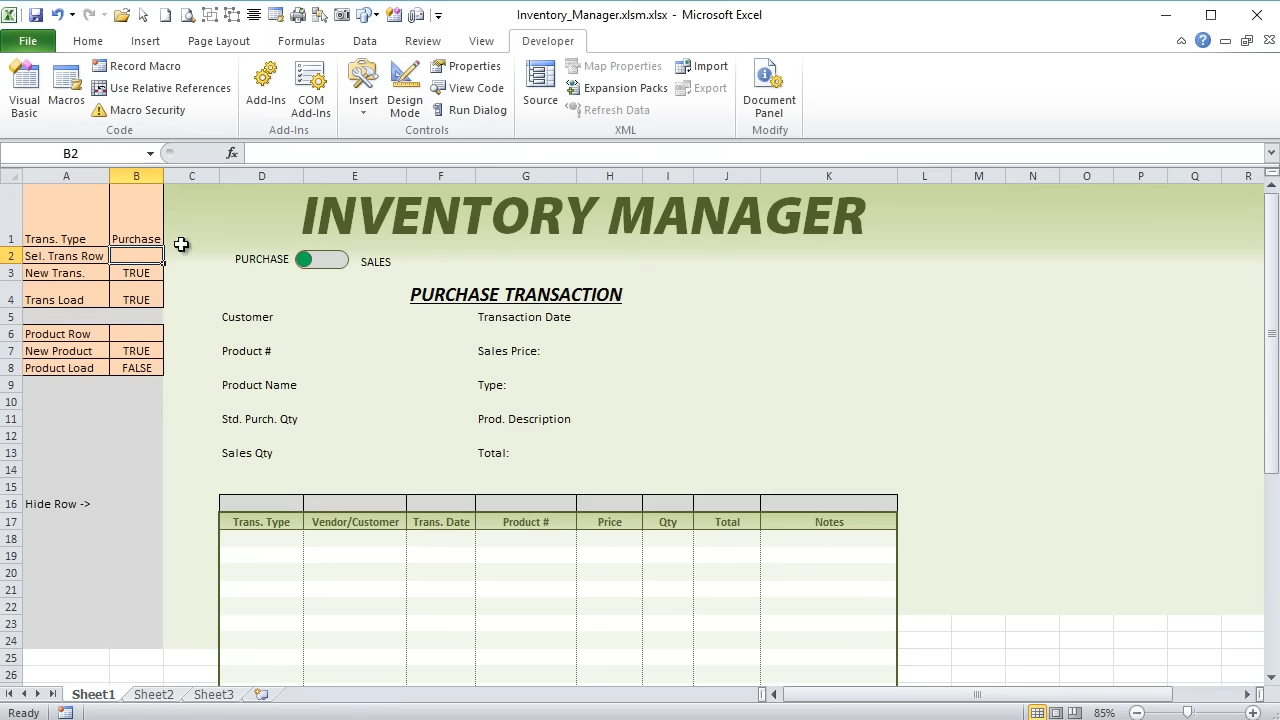 Inventory_Manager.xlsm.xlsx - Microsoft Excel
File Home Insert Page Layout Formulas Data Review View Developer
Visual Basic
Macros
Record Macro
Use Relative References
Macro Security
Code
Add-Ins
COM Add-Ins
Add-Ins
Insert
Design Mode
Properties
View Code
Run Dialog
Controls
Source
Map Properties
Expansion Packs
Refresh Data
Import
Export
XML
Document Panel
Modify
B2 fx
A B C D E F G H I J K L M N O P Q R
INVENTORY MANAGER
1 Trans. Type Purchase
2 Sel. Trans Row PURCHASE SALES
3 New Trans. TRUE
4 Trans Load TRUE PURCHASE TRANSACTION
5 Customer Transaction Date
6 Product Row
7 New Product TRUE Product # Sales Price:
8 Product Load FALSE
9 Product Name Type:
10
11 Std. Purch. Qty Prod. Description
12
13 Sales Qty Total:
14
15
16 Hide Row ->
17 Trans. Type Vendor/Customer Trans. Date Product # Price Qty Total Notes
18
19
20
21
22
23
24
25
26
Sheet1 Sheet2 Sheet3
Ready 85%